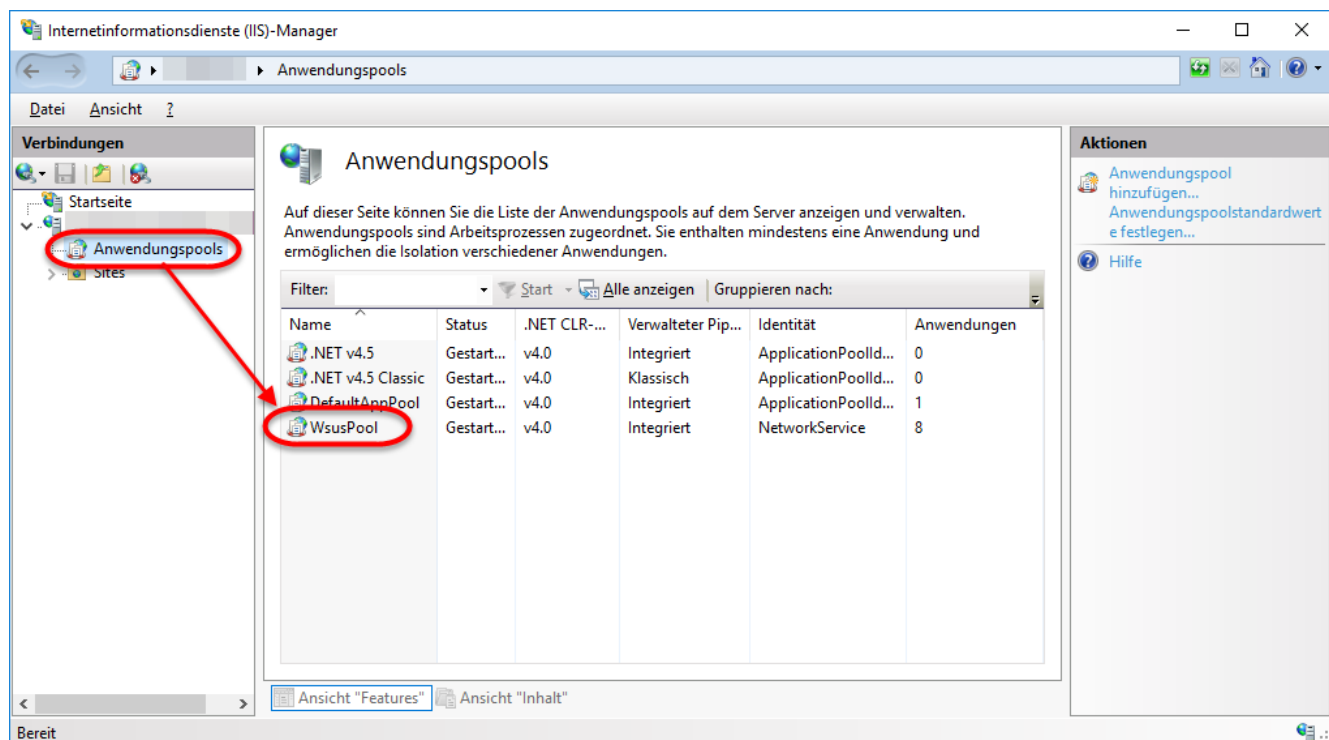 Internetinformationsdienste (IIS)-Manager
Anwendungspools
Datei Ansicht ?
Verbindungen
Startseite
Anwendungspools
Sites
Anwendungspools
Auf dieser Seite können Sie die Liste der Anwendungspools auf dem Server anzeigen und verwalten.
Anwendungspools sind Arbeitsprozessen zugeordnet. Sie enthalten mindestens eine Anwendung und
ermöglichen die Isolation verschiedener Anwendungen.
Filter: Start Alle anzeigen Gruppieren nach:
Name Status .NET CLR-... Verwalteter Pip... Identität Anwendungen
.NET v4.5 Gestart... v4.0 Integriert ApplicationPoolId... 0
.NET v4.5 Classic Gestart... v4.0 Klassisch ApplicationPoolId... 0
DefaultAppPool Gestart... v4.0 Integriert ApplicationPoolId... 1
WsusPool Gestart... v4.0 Integriert NetworkService 8
Ansicht "Features" Ansicht "Inhalt"
Aktionen
Anwendungspool
hinzufügen...
Anwendungspoolstandardwert
e festlegen...
Hilfe
Bereit